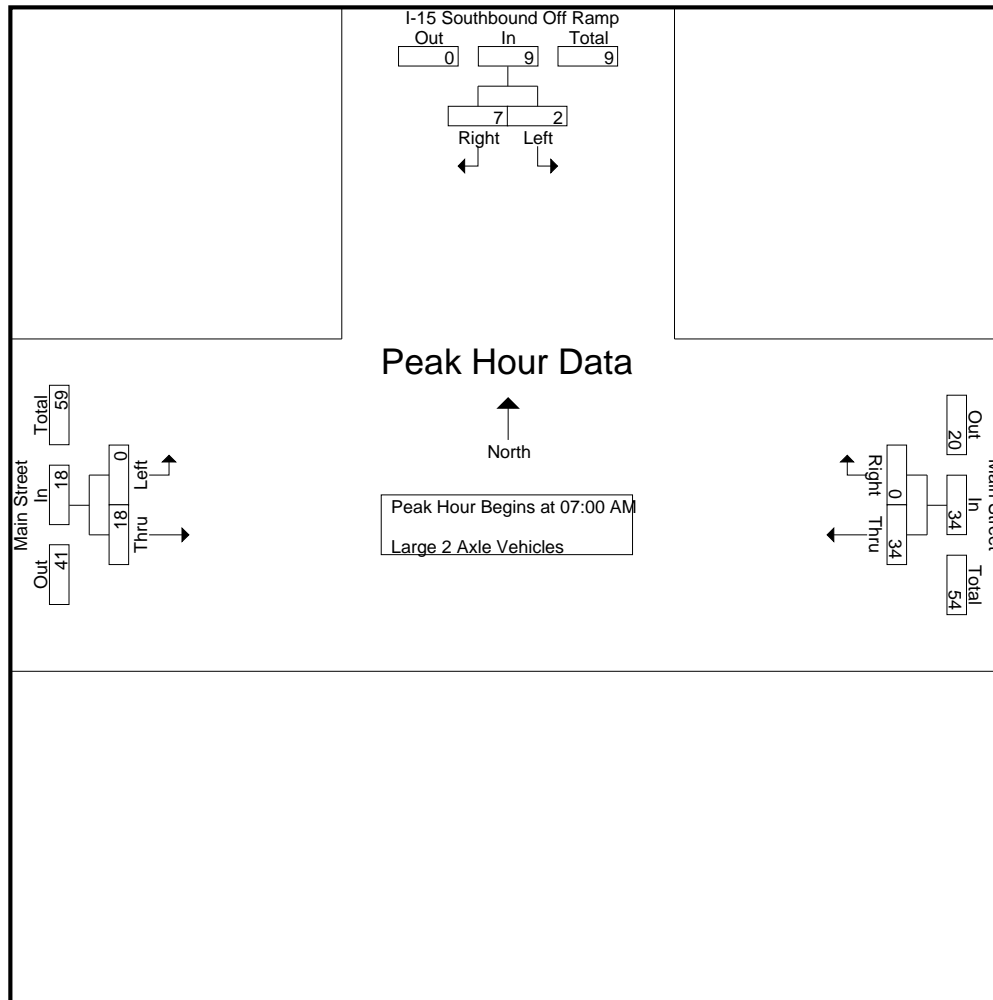 I-15 Southbound Off Ramp
Out In Total
0 9 9
7 2
Right Left
Peak Hour Data
North
Peak Hour Begins at 07:00 AM
Large 2 Axle Vehicles
Main Street
Out In Total
41 18 59
18 0
Thru Left
Main Street
Out In Total
20 34 54
0 34
Right Thru